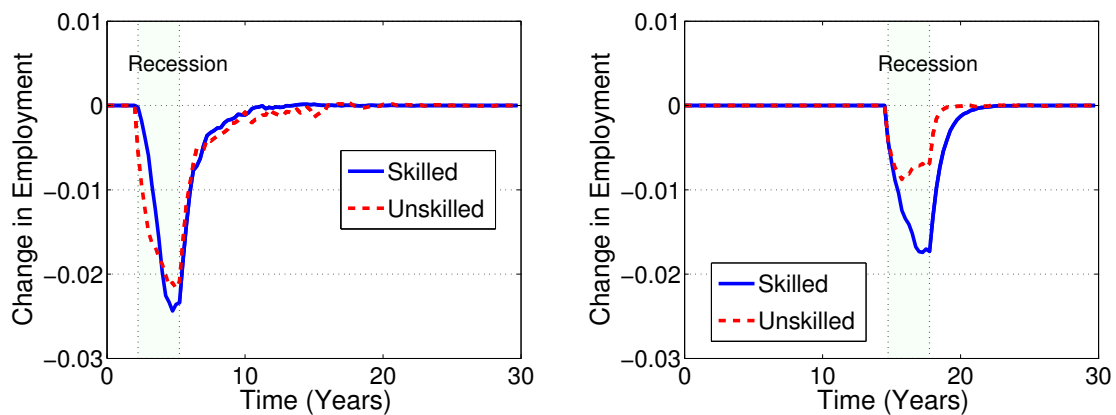 0.01
0
−0.01
−0.02
−0.03
Change in Employment
Recession
Skilled
Unskilled
0
10
20
30
Time (Years)
0.01
0
−0.01
−0.02
−0.03
Change in Employment
Recession
Skilled
Unskilled
0
10
20
30
Time (Years)